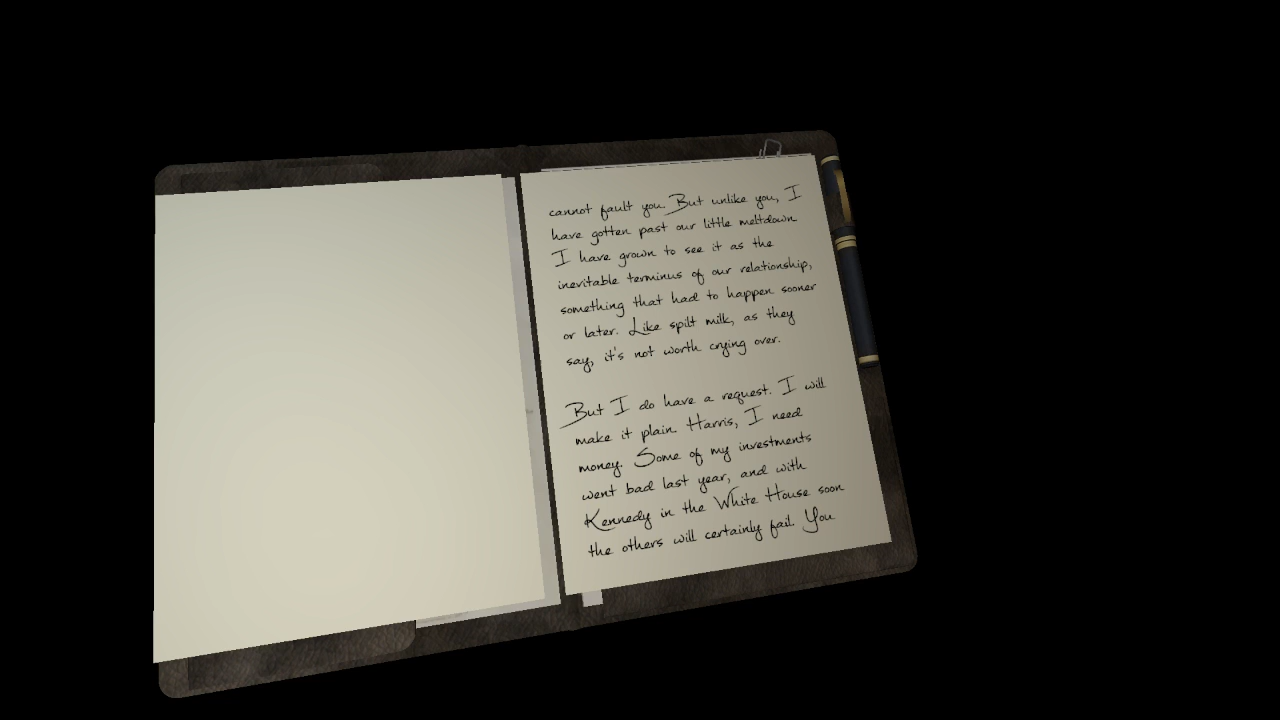 cannot fault you. But unlike you, I
have gotten past our little meltdown
I have grown to see it as the
inevitable terminus of our relationship,
something that had to happen sooner
or later. Like spilt milk, as they
say, it's not worth crying over.
But I do have a request. I will
make it plain Harris, I need
money. Some of my investments
went bad last year, and with
Kennedy in the White House soon
the others will certainly fail. You